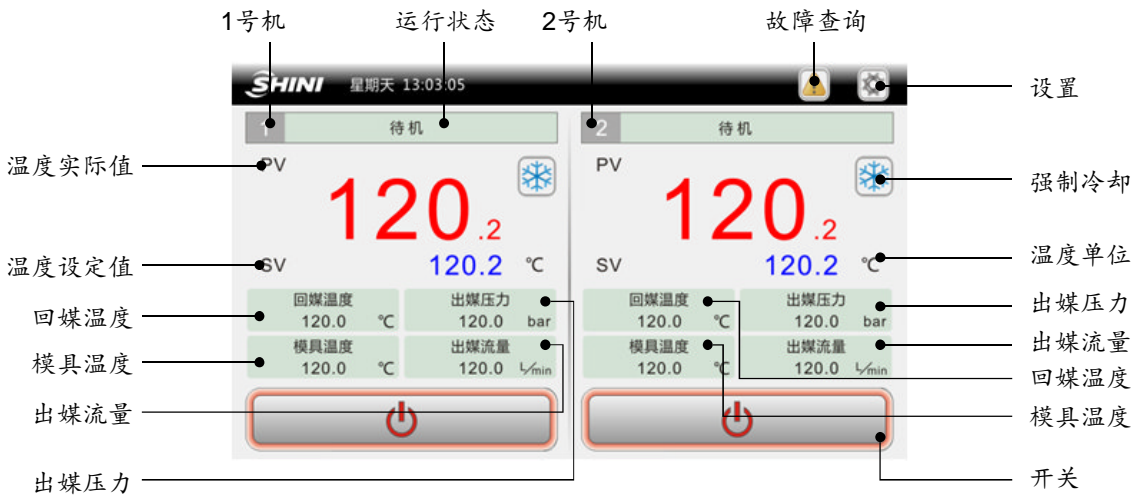 1号机 运行状态 2号机 故障查询
SHINI 星期天 13:03:05
设置
1 待机 2 待机
温度实际值 PV PV
强制冷却
120.2 120.2
温度设定值 SV 120.2 ℃ SV 120.2 ℃ 温度单位
回媒温度 出媒压力 回媒温度 出媒压力 出媒压力
回媒温度 120.0 ℃ 120.0 bar 120.0 ℃ 120.0 bar
模具温度 出媒流量 模具温度 出媒流量 出媒流量
模具温度 120.0 ℃ 120.0 L/min 120.0 ℃ 120.0 L/min 回媒温度
出媒流量 模具温度
出媒压力 开关